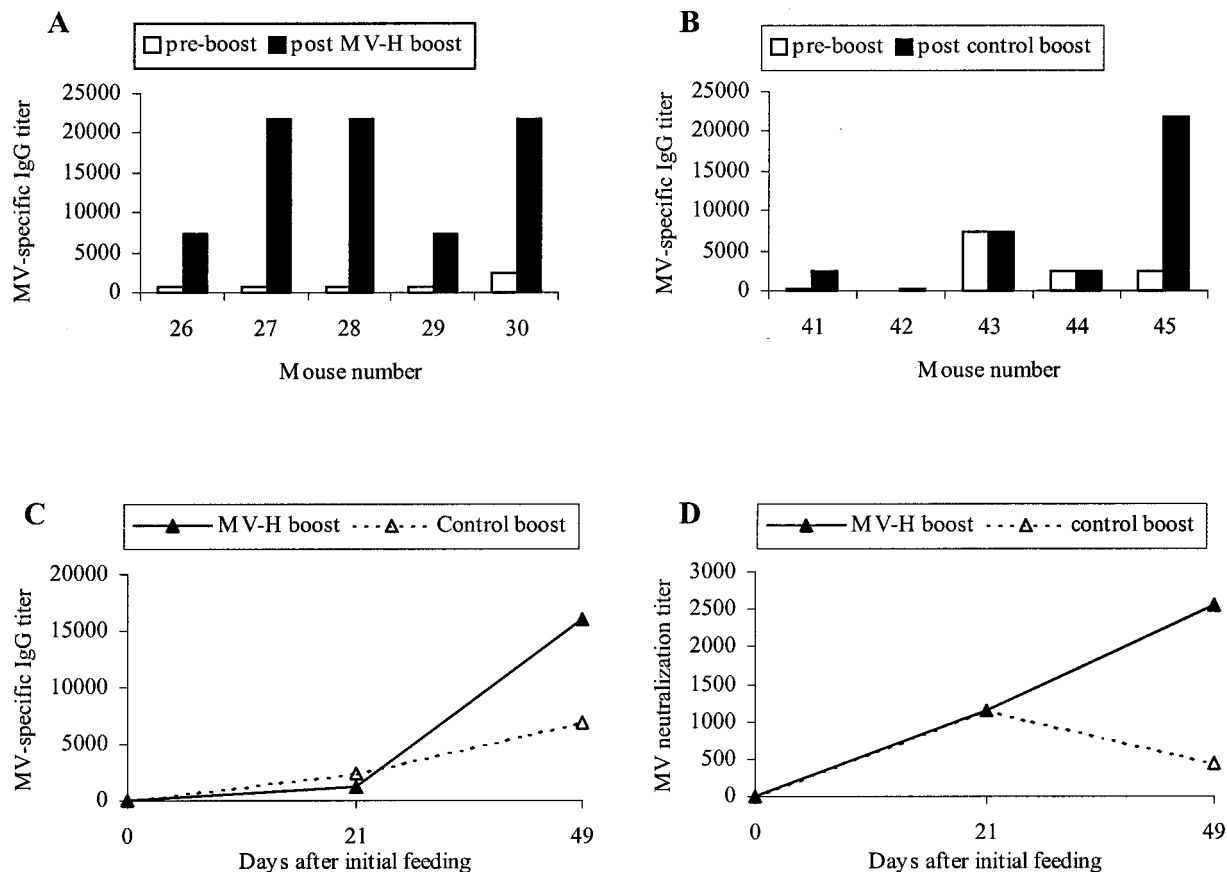 A
pre-boost post MV-H boost
MV-specific IgG titer
25000
20000
15000
10000
5000
0
26 27 28 29 30
Mouse number
B
pre-boost post control boost
MV-specific IgG titer
25000
20000
15000
10000
5000
0
41 42 43 44 45
Mouse number
C
MV-H boost Control boost
MV-specific IgG titer
20000
15000
10000
5000
0
0 21 49
Days after initial feeding
D
MV-H boost control boost
MV neutralization titer
3000
2500
2000
1500
1000
500
0
0 21 49
Days after initial feeding